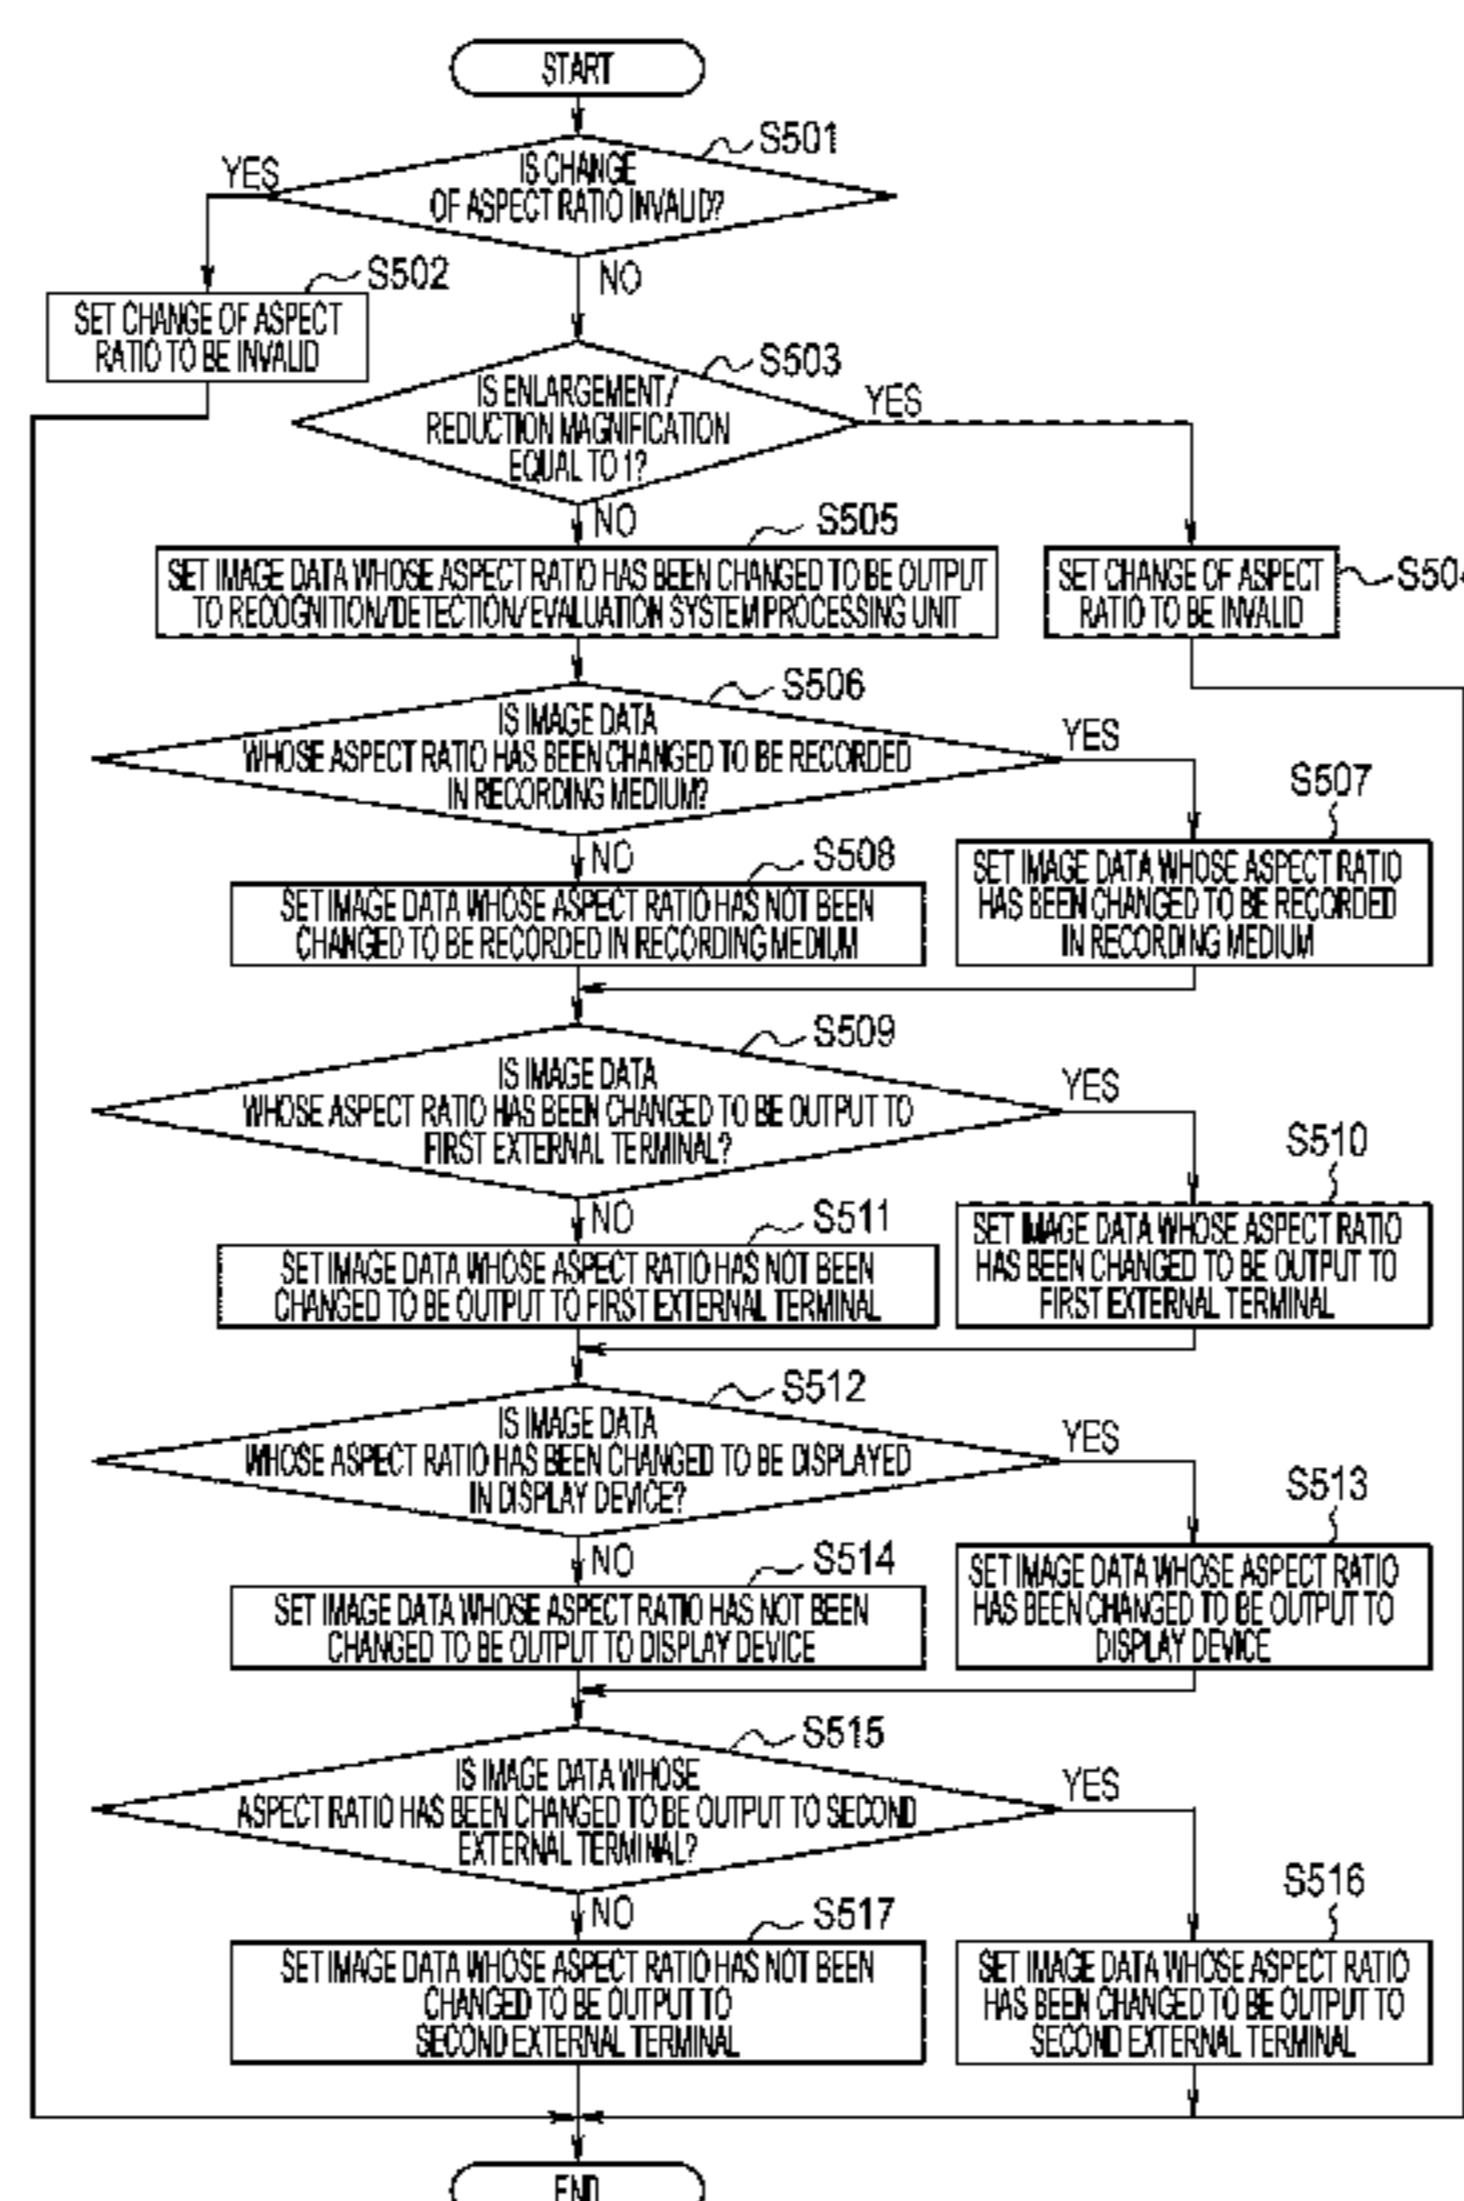 START
S501
YES
IS CHANGE
OF ASPECT RATIO INVALID?
NO
S502
SET CHANGE OF ASPECT
RATIO TO BE INVALID
S503
IS ENLARGEMENT/
REDUCTION MAGNIFICATION
EQUAL TO 1?
YES
NO
S505
SET IMAGE DATA WHOSE ASPECT RATIO HAS BEEN CHANGED TO BE OUTPUT
TO RECOGNITION/DETECTION/EVALUATION SYSTEM PROCESSING UNIT
SET CHANGE OF ASPECT
RATIO TO BE INVALID
S506
IS IMAGE DATA
WHOSE ASPECT RATIO HAS BEEN CHANGED TO BE RECORDED
IN RECORDING MEDIUM?
YES
NO
S507
SET IMAGE DATA WHOSE ASPECT RATIO
HAS BEEN CHANGED TO BE RECORDED
IN RECORDING MEDIUM
S508
SET IMAGE DATA WHOSE ASPECT RATIO HAS NOT BEEN
CHANGED TO BE RECORDED IN RECORDING MEDIUM
S509
IS IMAGE DATA
WHOSE ASPECT RATIO HAS BEEN CHANGED TO BE OUTPUT TO
FIRST EXTERNAL TERMINAL?
YES
NO
S510
SET IMAGE DATA WHOSE ASPECT RATIO
HAS BEEN CHANGED TO BE OUTPUT TO
FIRST EXTERNAL TERMINAL
S511
SET IMAGE DATA WHOSE ASPECT RATIO HAS NOT BEEN
CHANGED TO BE OUTPUT TO FIRST EXTERNAL TERMINAL
S512
IS IMAGE DATA
WHOSE ASPECT RATIO HAS BEEN CHANGED TO BE DISPLAYED
IN DISPLAY DEVICE?
YES
NO
S513
SET IMAGE DATA WHOSE ASPECT RATIO
HAS BEEN CHANGED TO BE OUTPUT TO
DISPLAY DEVICE
S514
SET IMAGE DATA WHOSE ASPECT RATIO HAS NOT BEEN
CHANGED TO BE OUTPUT TO DISPLAY DEVICE
S515
IS IMAGE DATA WHOSE
ASPECT RATIO HAS BEEN CHANGED TO BE OUTPUT TO SECOND
EXTERNAL TERMINAL?
YES
NO
S516
SET IMAGE DATA WHOSE ASPECT RATIO
HAS BEEN CHANGED TO BE OUTPUT TO
SECOND EXTERNAL TERMINAL
S517
SET IMAGE DATA WHOSE ASPECT RATIO HAS NOT BEEN
CHANGED TO BE OUTPUT TO
SECOND EXTERNAL TERMINAL
END